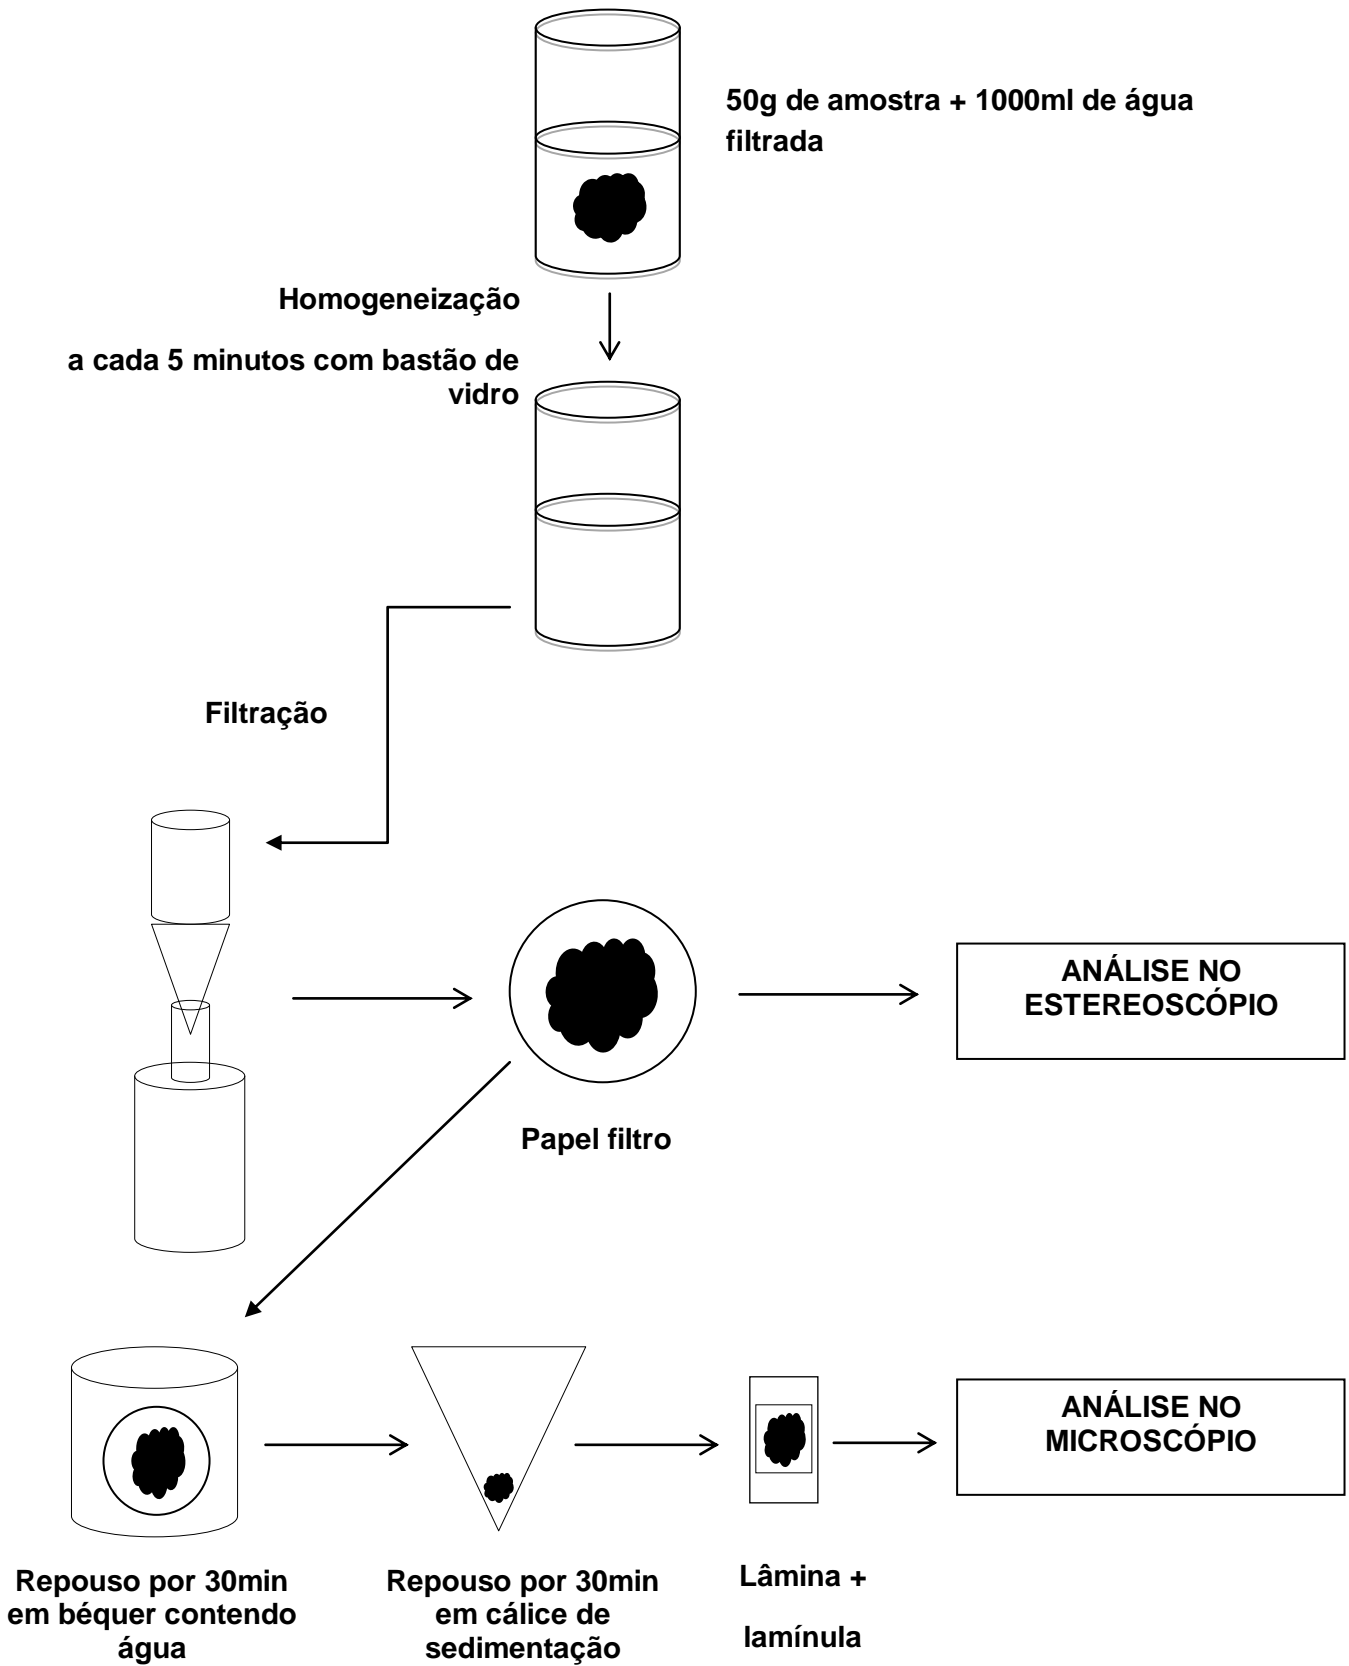 50g de amostra + 1000ml de água
filtrada
Homogeneização
a cada 5 minutos com bastão de
vidro
Filtração
ANÁLISE NO
ESTEREOSCÓPIO
Papel filtro
ANÁLISE NO
MICROSCÓPIO
Repouso por 30min
em béquer contendo
água
Repouso por 30min
em cálice de
sedimentação
Lâmina +
lamínula